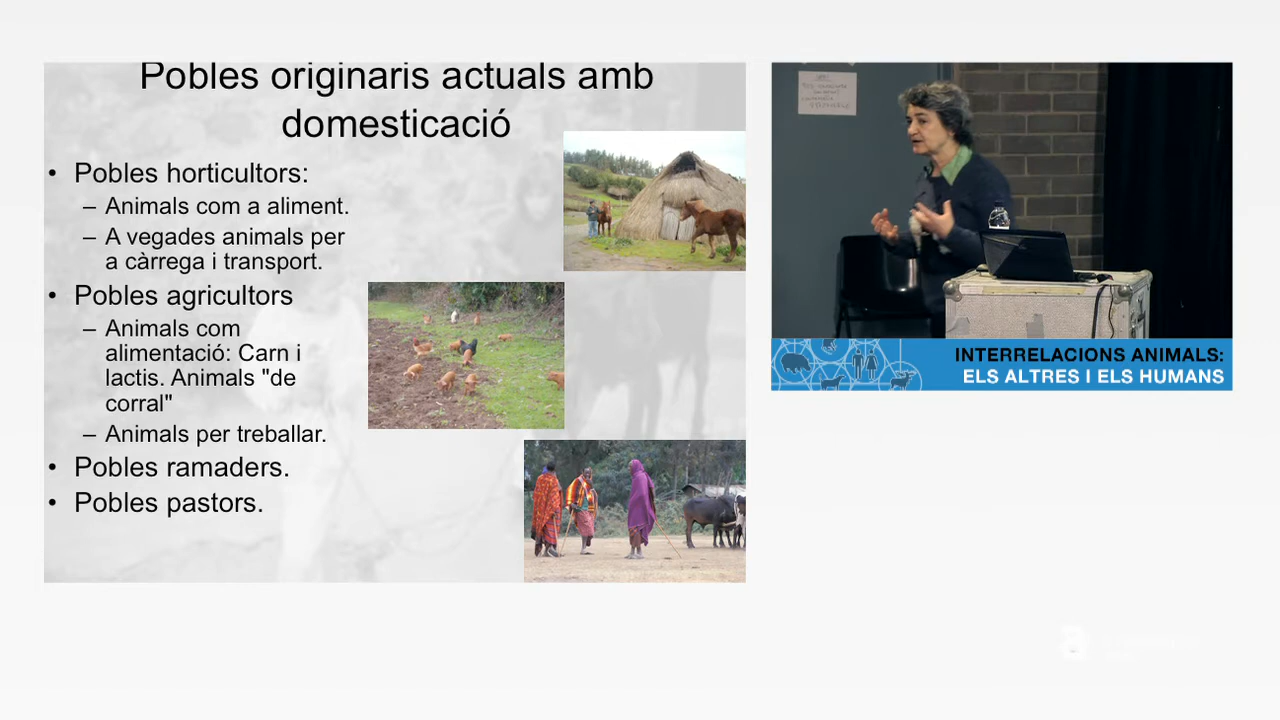 Pobles originaris actuals amb
domesticació
• Pobles horticultors:
– Animals com a aliment.
– A vegades animals per
a càrrega i transport.
• Pobles agricultors
– Animals com
alimentació: Carn i
lactis. Animals "de
corral"
– Animals per treballar.
• Pobles ramaders.
• Pobles pastors.
INTERRELACIONS ANIMALS:
ELS ALTRES I ELS HUMANS